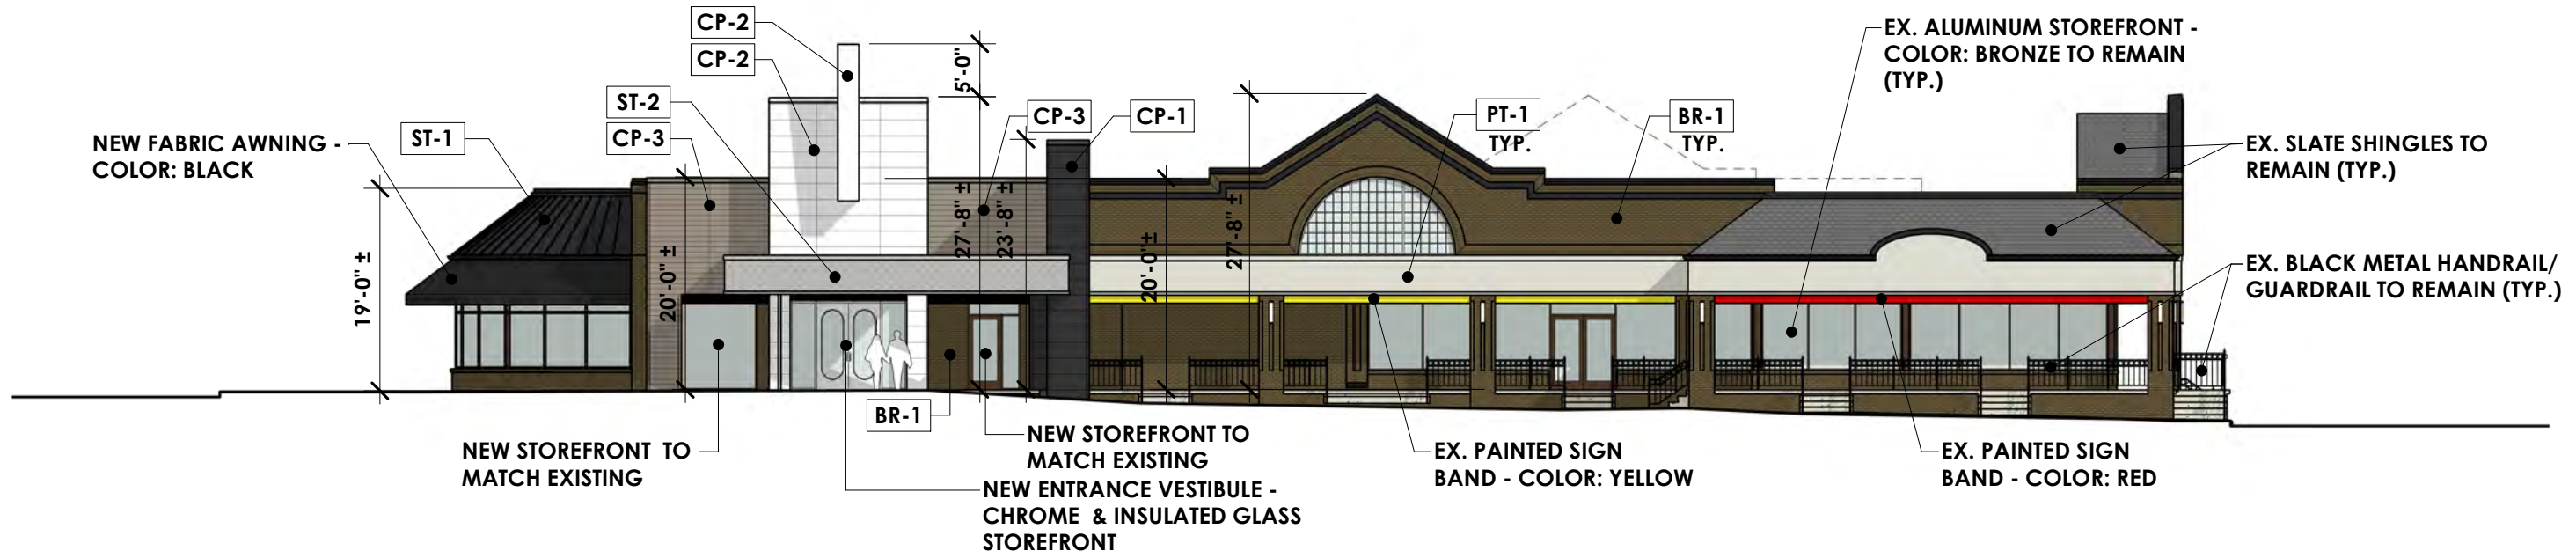 CP-2
CP-2
ST-2
CP-3
ST-1
NEW FABRIC AWNING -
COLOR: BLACK
5'-0"
CP-3
CP-1
PT-1
TYP.
BR-1
TYP.
EX. ALUMINUM STOREFRONT -
COLOR: BRONZE TO REMAIN
(TYP.)
EX. SLATE SHINGLES TO
REMAIN (TYP.)
EX. BLACK METAL HANDRAIL/
GUARDRAIL TO REMAIN (TYP.)
19'-0" ±
20'-0" ±
27'-8" ±
23'-8" ±
20'-0"±
27'-8" ±
BR-1
NEW STOREFRONT TO
MATCH EXISTING
NEW STOREFRONT TO
MATCH EXISTING
NEW ENTRANCE VESTIBULE -
CHROME & INSULATED GLASS
STOREFRONT
EX. PAINTED SIGN
BAND - COLOR: YELLOW
EX. PAINTED SIGN
BAND - COLOR: RED